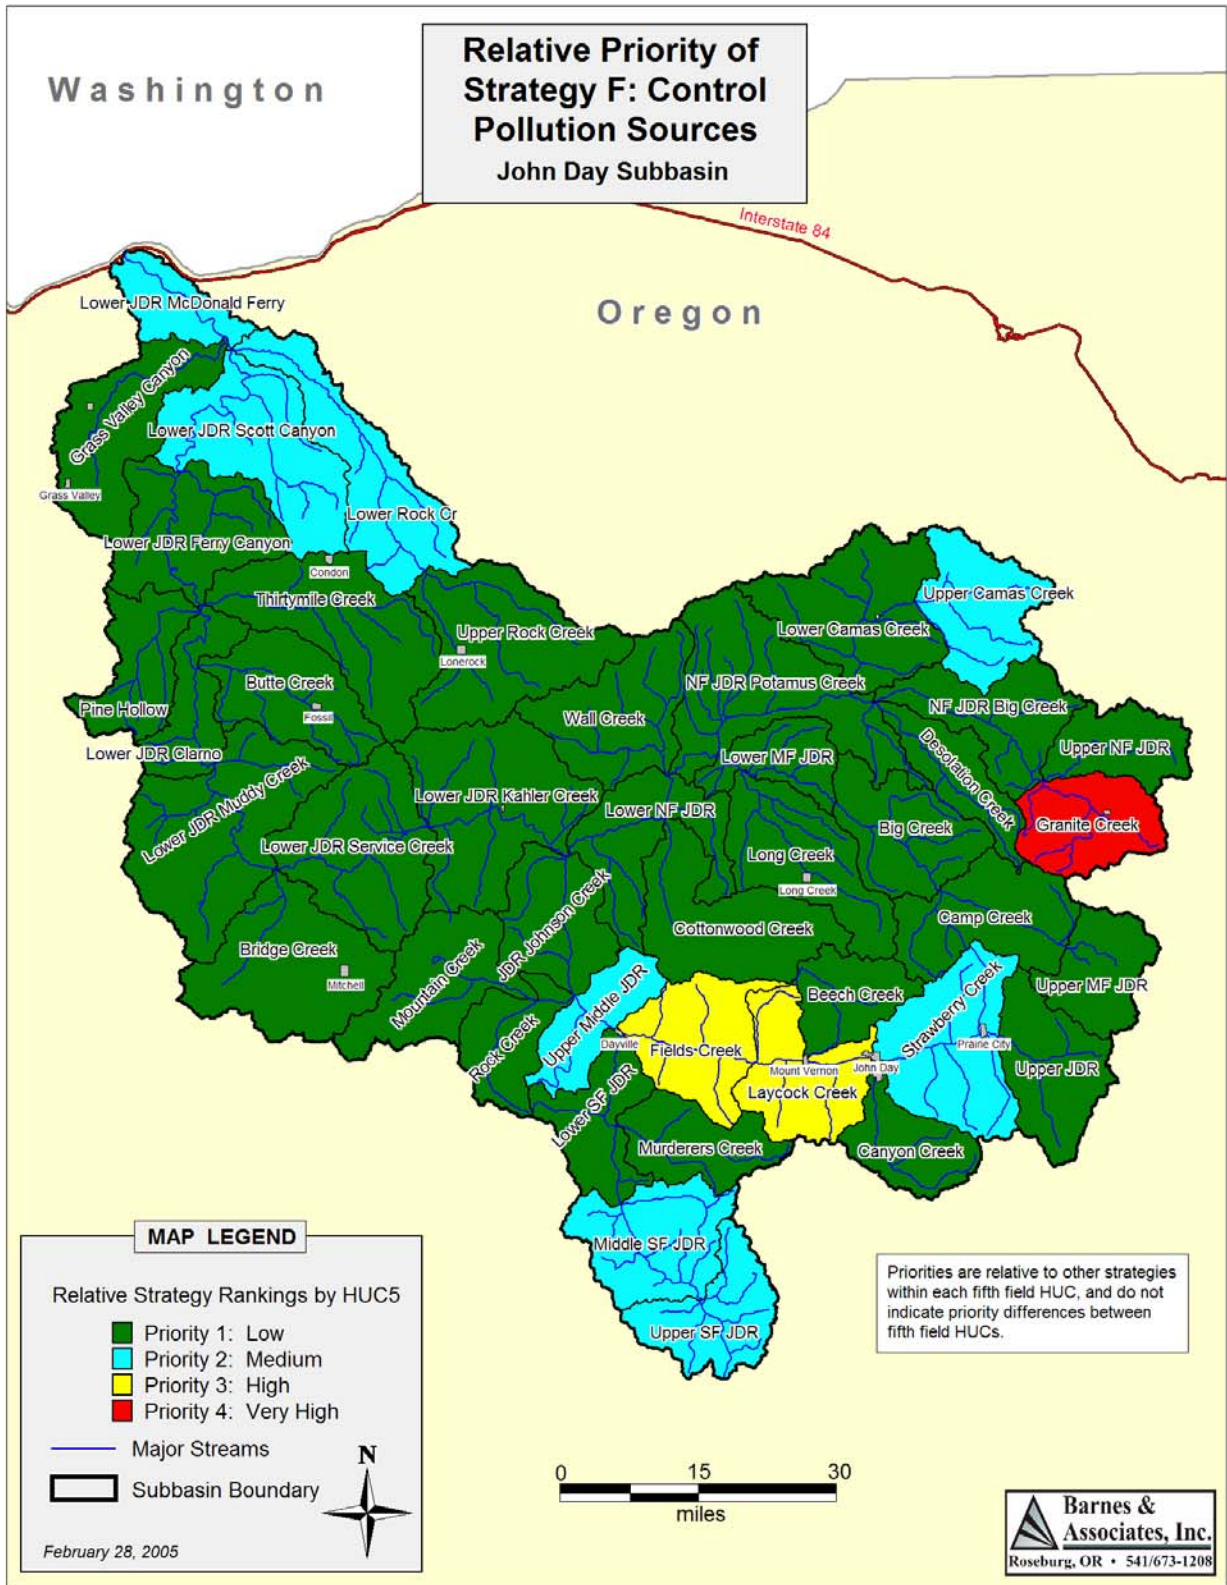 Relative Priority of
Strategy F: Control
Pollution Sources
John Day Subbasin
Washington
Interstate 84
Oregon
Lower JDR McDonald Ferry
Grass Valley Canyon
Lower JDR Scott Canyon
Grass Valley
Lower Rock Cr
Lower JDR Ferry Canyon
Condon
Thirtymile Creek
Upper Camas Creek
Upper Rock Creek
Lower Camas Creek
Lonerock
Butte Creek
NF JDR Potamus Creek
Pine Hollow
Fossil
Wall Creek
NF JDR Big Creek
Lower JDR Clarno
Lower MF JDR
Desolation Creek
Upper NF JDR
Lower JDR Muddy Creek
Lower JDR Kahler Creek
Lower NF JDR
Granite Creek
Lower JDR Service Creek
Big Creek
Long Creek
Long Creek
Bridge Creek
Mitchell
Mountain Creek
JDR Johnson Creek
Cottonwood Creek
Camp Creek
Upper Middle JDR
Beech Creek
Strawberry Creek
Upper MF JDR
Rock Creek
Dayville
Fields Creek
Prairie City
Mount Vernon
John Day
Upper JDR
Laycock Creek
Lower SF JDR
Murderers Creek
Canyon Creek
Middle SF JDR
Upper SF JDR
MAP LEGEND
Relative Strategy Rankings by HUC5
Priority 1: Low
Priority 2: Medium
Priority 3: High
Priority 4: Very High
Major Streams
Subbasin Boundary
N
February 28, 2005
Priorities are relative to other strategies
within each fifth field HUC, and do not
indicate priority differences between
fifth field HUCs.
0 15 30
miles
Barnes &
Associates, Inc.
Roseburg, OR • 541/673-1208